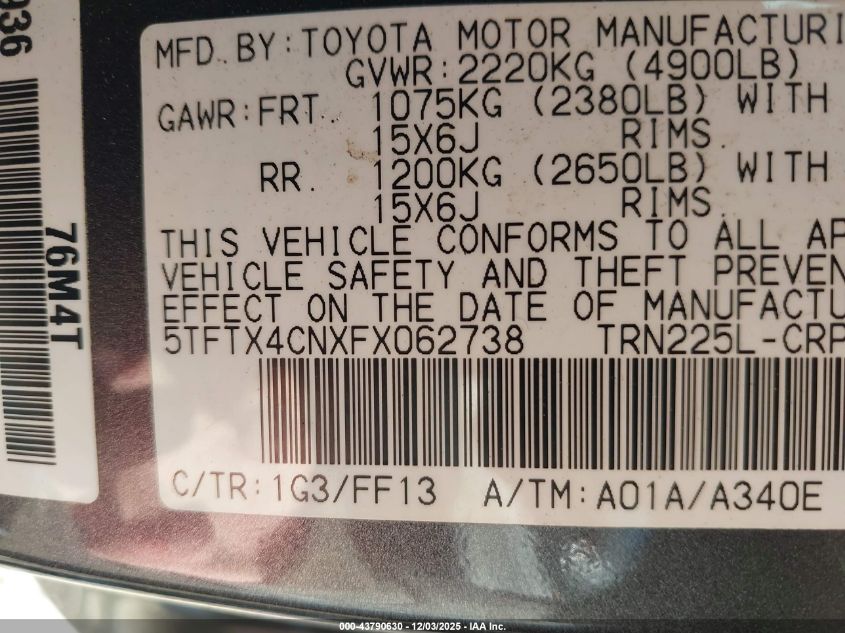 936
76M4T
MFD. BY: TOYOTA MOTOR MANUFACTURI
GVWR: 2220KG (4900LB)
GAWR: FRT. 1075KG (2380LB) WITH
15X6J RIMS.
RR. 1200KG (2650LB) WITH
15X6J RIMS.
THIS VEHICLE CONFORMS TO ALL AP
VEHICLE SAFETY AND THEFT PREVEN
EFFECT ON THE DATE OF MANUFACTU
5TFTX4CNXFX062738 TRN225L-CRP
C/TR: 1G3/FF13 A/TM: A01A/A340E
000-43790630 - 12/03/2025 - IAA Inc.